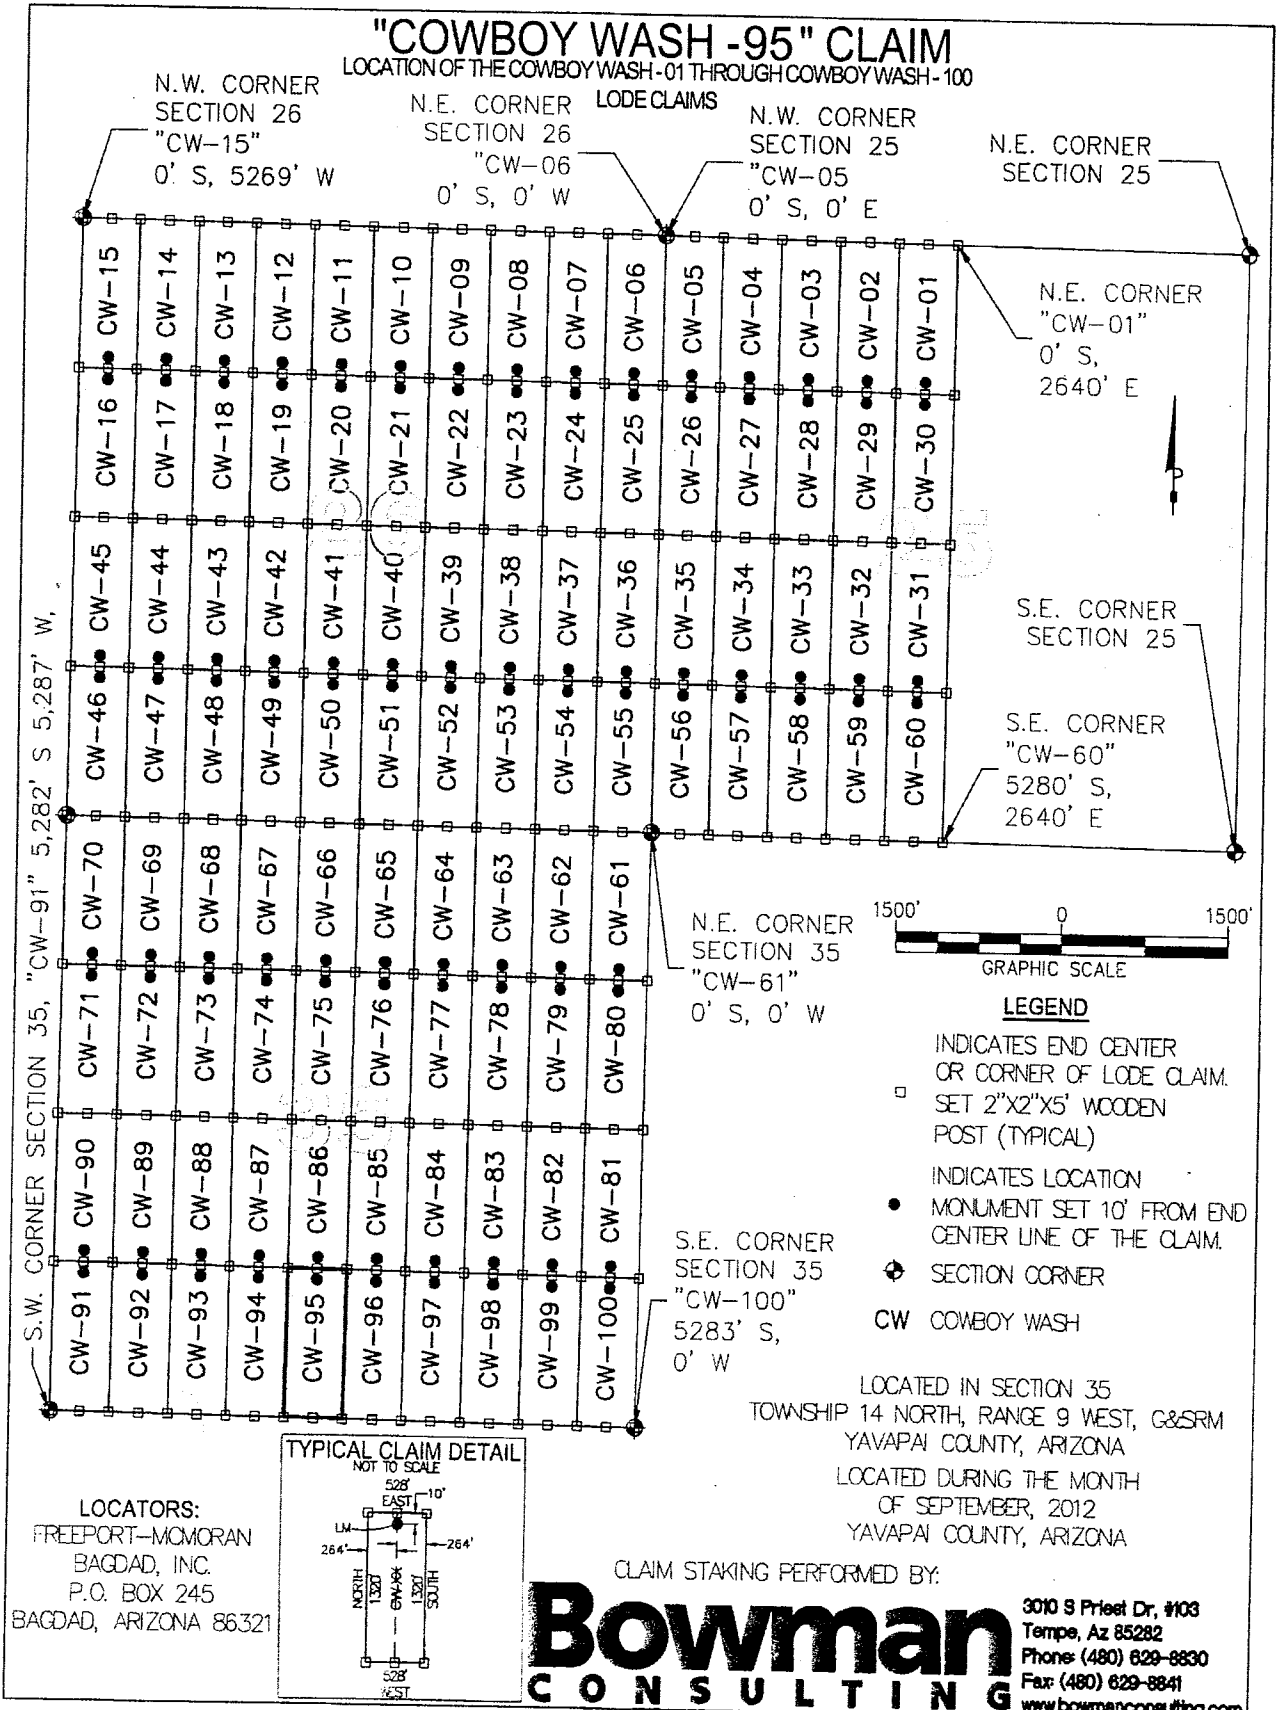 "COWBOY WASH -95" CLAIM
LOCATION OF THE COWBOY WASH - 01 THROUGH COWBOY WASH - 100
LODE CLAIMS
N.W. CORNER
SECTION 26
"CW-15"
0' S, 5269' W
N.E. CORNER
SECTION 26
"CW-06
0' S, 0' W
N.W. CORNER
SECTION 25
"CW-05
0' S, 0' E
N.E. CORNER
SECTION 25
CW-15 CW-14 CW-13 CW-12 CW-11 CW-10 CW-09 CW-08 CW-07 CW-06 CW-05 CW-04 CW-03 CW-02 CW-01
N.E. CORNER
"CW-01"
0' S,
2640' E
CW-16 CW-17 CW-18 CW-19 CW-20 CW-21 CW-22 CW-23 CW-24 CW-25 CW-26 CW-27 CW-28 CW-29 CW-30
26
25
CW-45 CW-44 CW-43 CW-42 CW-41 CW-40 CW-39 CW-38 CW-37 CW-36 CW-35 CW-34 CW-33 CW-32 CW-31
S.E. CORNER
SECTION 25
CW-46 CW-47 CW-48 CW-49 CW-50 CW-51 CW-52 CW-53 CW-54 CW-55 CW-56 CW-57 CW-58 CW-59 CW-60
S.E. CORNER
"CW-60"
5280' S,
2640' E
CW-70 CW-69 CW-68 CW-67 CW-66 CW-65 CW-64 CW-63 CW-62 CW-61
N.E. CORNER
SECTION 35
"CW-61"
0' S, 0' W
CW-71 CW-72 CW-73 CW-74 CW-75 CW-76 CW-77 CW-78 CW-79 CW-80
35
CW-90 CW-89 CW-88 CW-87 CW-86 CW-85 CW-84 CW-83 CW-82 CW-81
CW-91 CW-92 CW-93 CW-94 CW-95 CW-96 CW-97 CW-98 CW-99 CW-100
S.E. CORNER
SECTION 35
"CW-100"
5283' S,
0' W
S.W. CORNER SECTION 35, "CW-91" 5,282' S 5,287' W,
1500' 0 1500'
GRAPHIC SCALE
LEGEND
INDICATES END CENTER
OR CORNER OF LODE CLAIM.
SET 2"X2"X5' WOODEN
POST (TYPICAL)
INDICATES LOCATION
MONUMENT SET 10' FROM END
CENTER LINE OF THE CLAIM.
SECTION CORNER
CW COWBOY WASH
LOCATED IN SECTION 35
TOWNSHIP 14 NORTH, RANGE 9 WEST, G&SRM
YAVAPAI COUNTY, ARIZONA
LOCATED DURING THE MONTH
OF SEPTEMBER, 2012
YAVAPAI COUNTY, ARIZONA
LOCATORS:
FREEPORT-MCMORAN
BAGDAD, INC.
P.O. BOX 245
BAGDAD, ARIZONA 86321
TYPICAL CLAIM DETAIL
NOT TO SCALE
528'
EAST
10'
LM
264' 264'
NORTH
1320'
CW-XX
1320'
SOUTH
528'
WEST
CLAIM STAKING PERFORMED BY:
Bowman
CONSULTING
3010 S Priest Dr, #103
Tempe, Az 85282
Phone: (480) 629-8830
Fax: (480) 629-8841
www.bowmanconsulting.com